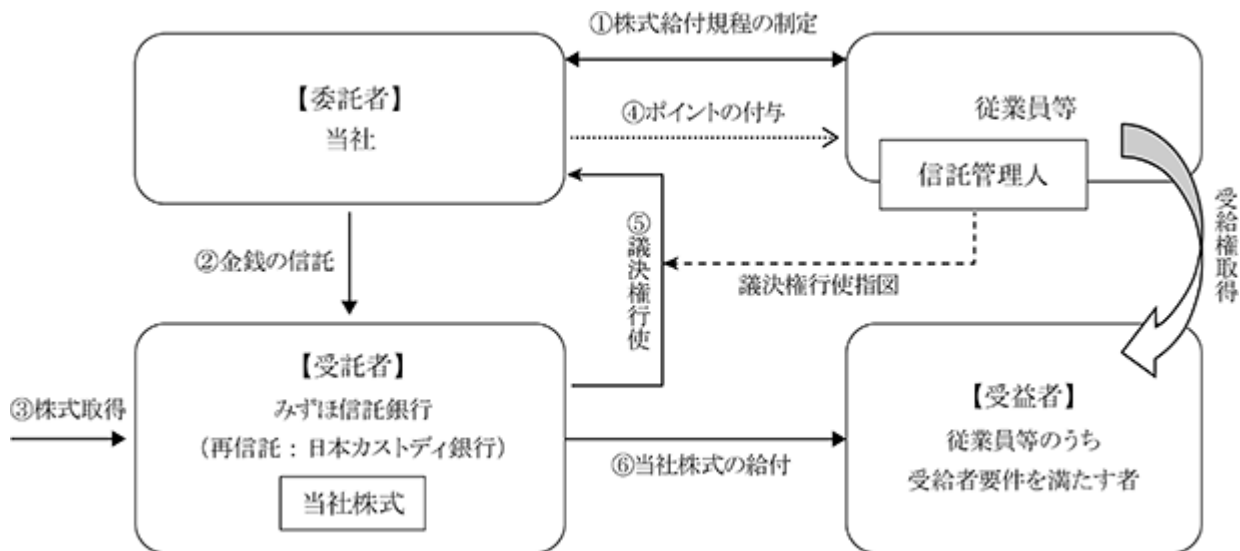 ①株式給付規程の制定
【委託者】
当社
④ポイントの付与
従業員等
信託管理人
②金銭の信託
⑤議決権行使
議決権行使指図
受給権取得
③株式取得
【受託者】
みずほ信託銀行
（再信託：日本カストディ銀行）
当社株式
⑥当社株式の給付
【受益者】
従業員等のうち
受給者要件を満たす者